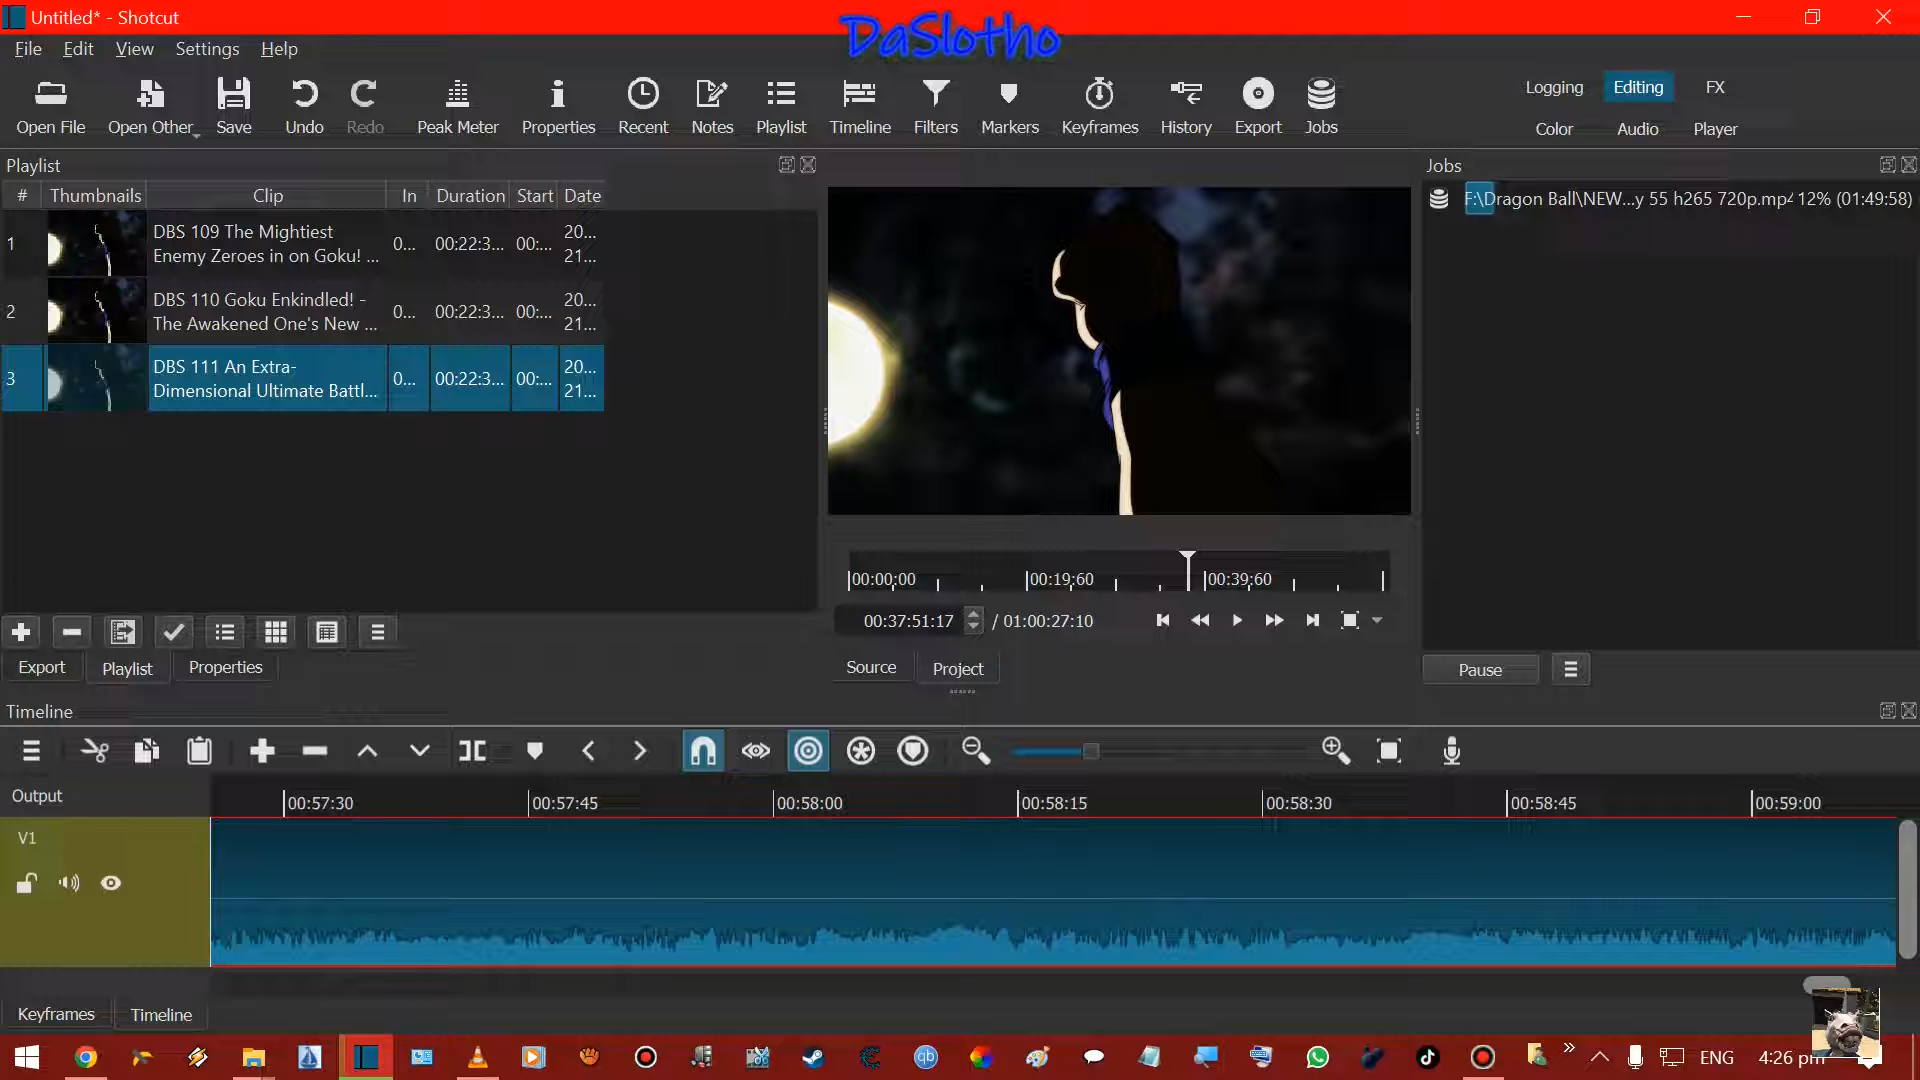 Untitled* - Shotcut
DaSlotho
File Edit View Settings Help
Open File Open Other Save Undo Redo Peak Meter Properties Recent Notes Playlist Timeline Filters Markers Keyframes History Export Jobs
Logging Editing FX
Color Audio Player
Playlist
# Thumbnails Clip In Duration Start Date
1 DBS 109 The Mightiest Enemy Zeroes in on Goku! ... 0... 00:22:3... 00:... 20... 21...
2 DBS 110 Goku Enkindled! - The Awakened One's New ... 0... 00:22:3... 00:... 20... 21...
3 DBS 111 An Extra-Dimensional Ultimate Battl... 0... 00:22:3... 00:... 20... 21...
Export Playlist Properties
00:00:00 00:19:60 00:39:60
00:37:51:17 / 01:00:27:10
Source Project
Jobs
F:\Dragon Ball\NEW...y 55 h265 720p.mp4 12% (01:49:58)
Pause
Timeline
Output
00:57:30 00:57:45 00:58:00 00:58:15 00:58:30 00:58:45 00:59:00
V1
Keyframes Timeline
qb
ENG 4:26 pm